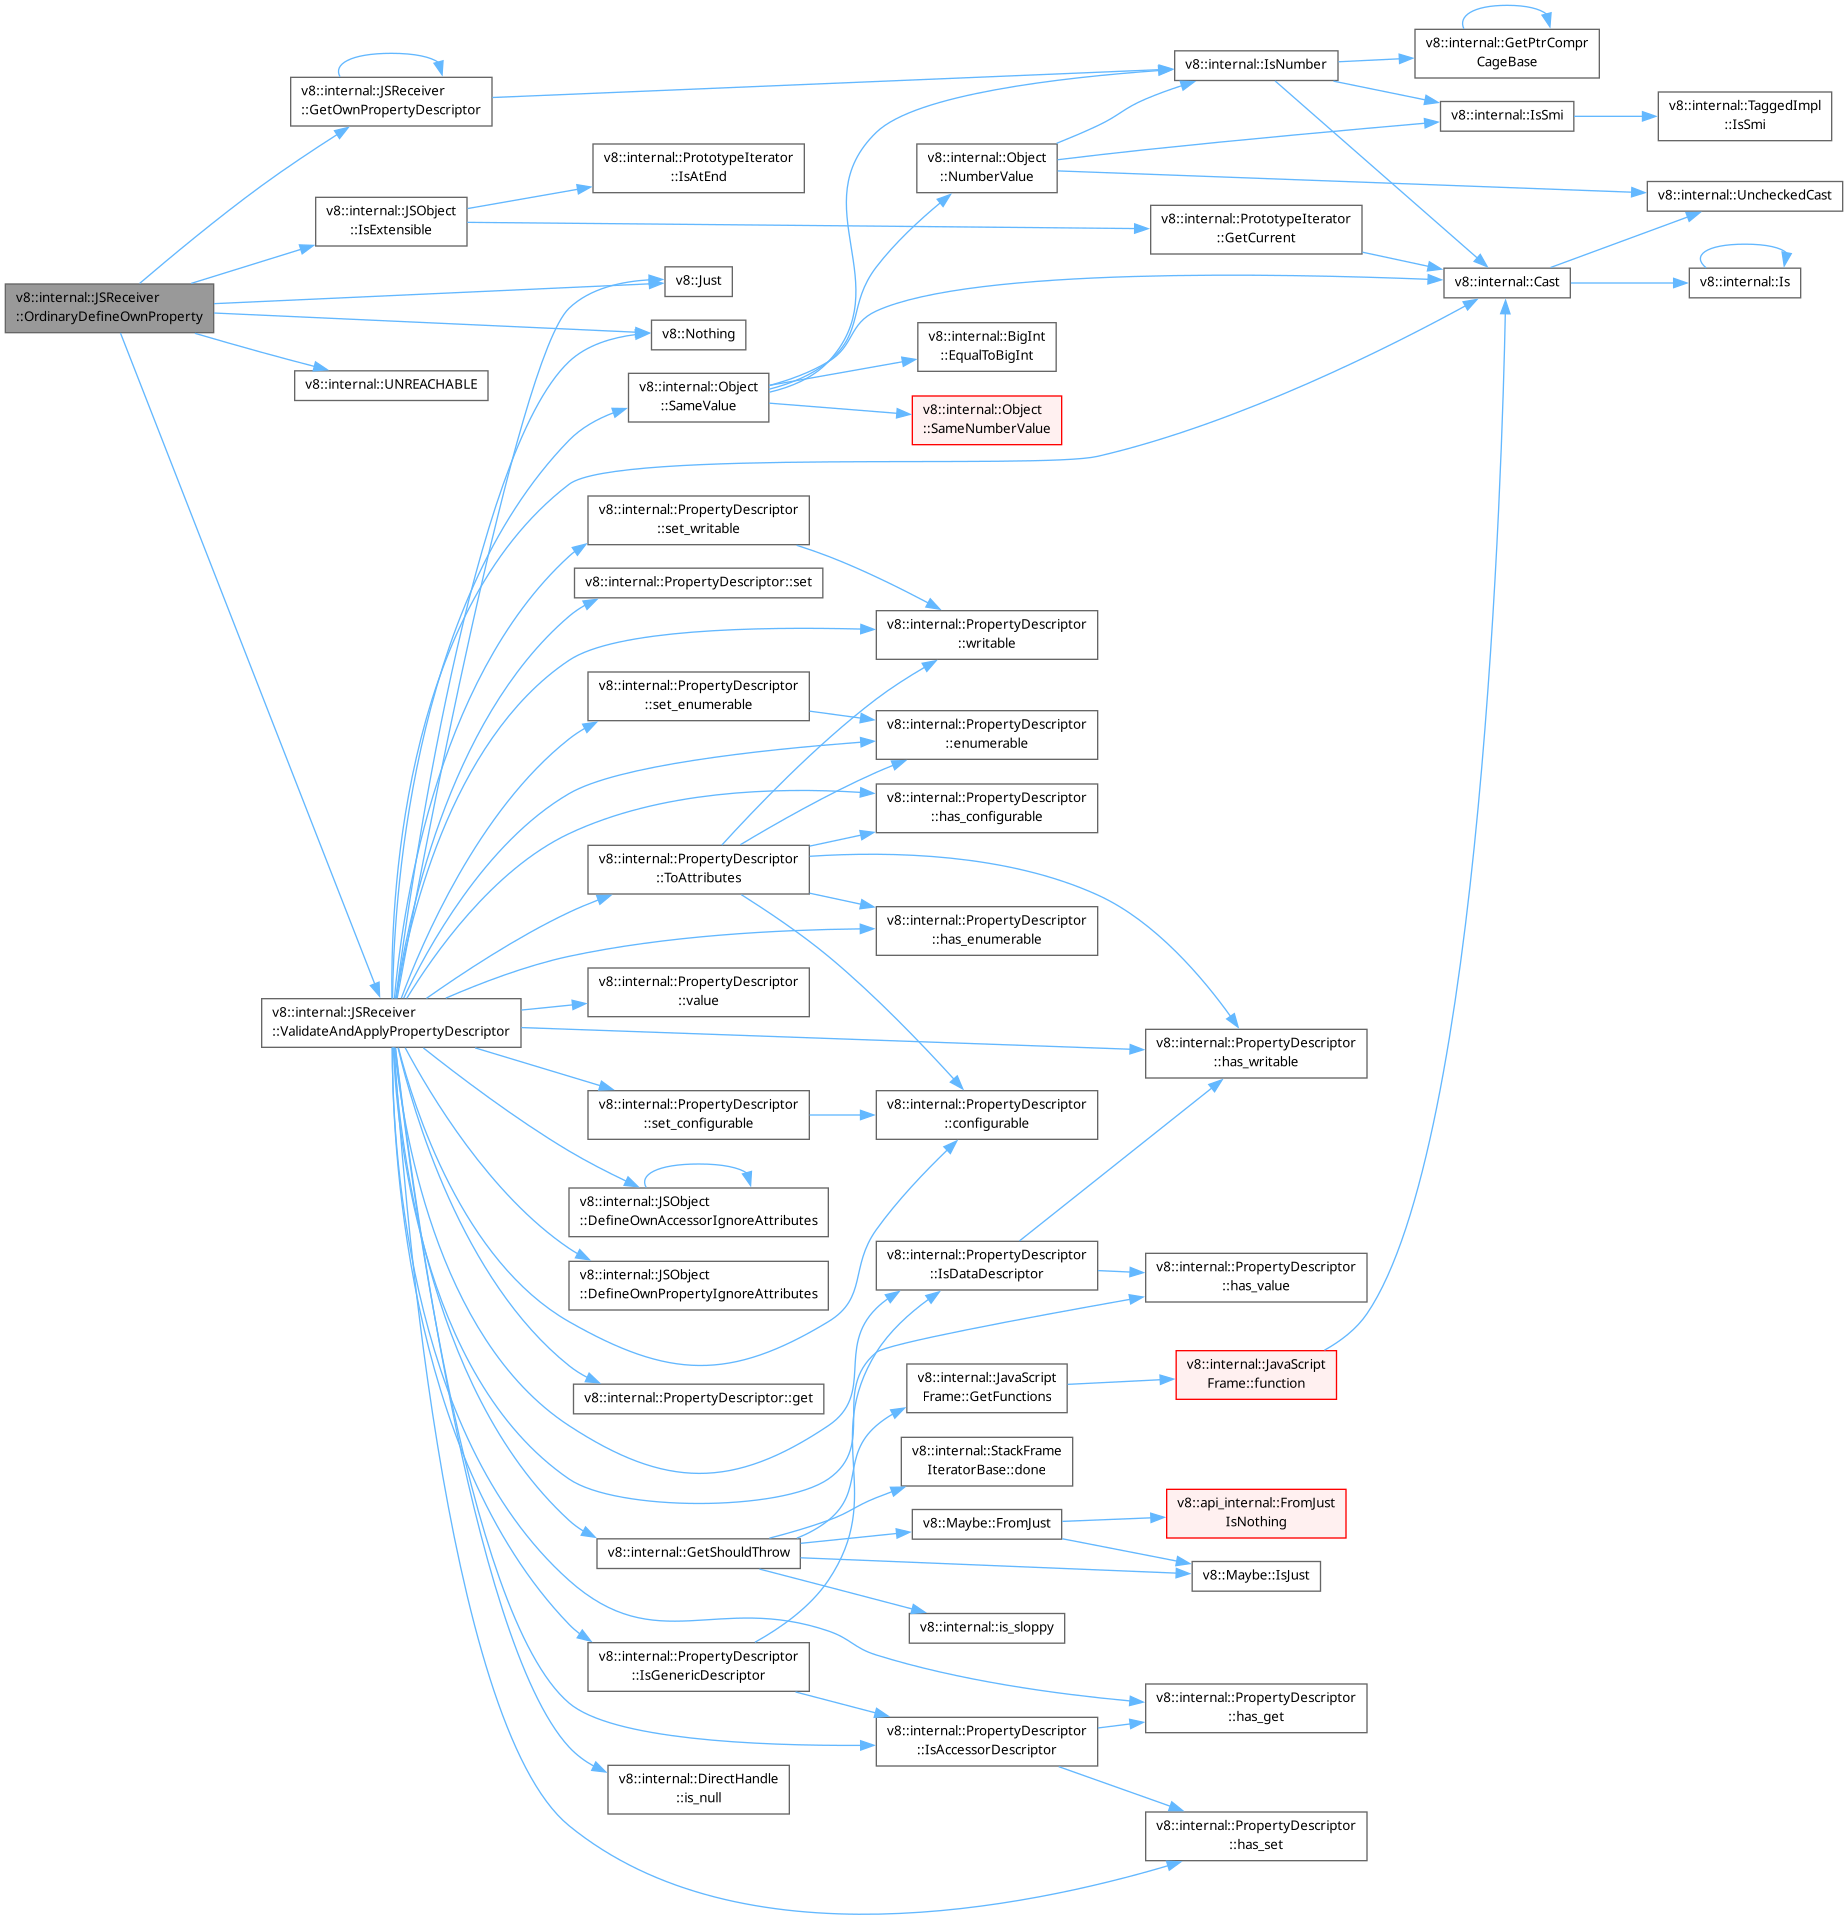 v8::internal::JSReceiver
::OrdinaryDefineOwnProperty
v8::internal::JSReceiver
::GetOwnPropertyDescriptor
v8::internal::IsNumber
v8::internal::GetPtrCompr
CageBase
v8::internal::IsSmi
v8::internal::TaggedImpl
::IsSmi
v8::internal::PrototypeIterator
::IsAtEnd
v8::internal::Object
::NumberValue
v8::internal::UncheckedCast
v8::internal::JSObject
::IsExtensible
v8::internal::PrototypeIterator
::GetCurrent
v8::internal::Cast
v8::internal::Is
v8::Just
v8::Nothing
v8::internal::UNREACHABLE
v8::internal::Object
::SameValue
v8::internal::BigInt
::EqualToBigInt
v8::internal::Object
::SameNumberValue
v8::internal::PropertyDescriptor
::set_writable
v8::internal::PropertyDescriptor::set
v8::internal::PropertyDescriptor
::writable
v8::internal::PropertyDescriptor
::set_enumerable
v8::internal::PropertyDescriptor
::enumerable
v8::internal::PropertyDescriptor
::has_configurable
v8::internal::PropertyDescriptor
::ToAttributes
v8::internal::PropertyDescriptor
::has_enumerable
v8::internal::PropertyDescriptor
::value
v8::internal::JSReceiver
::ValidateAndApplyPropertyDescriptor
v8::internal::PropertyDescriptor
::has_writable
v8::internal::PropertyDescriptor
::set_configurable
v8::internal::PropertyDescriptor
::configurable
v8::internal::JSObject
::DefineOwnAccessorIgnoreAttributes
v8::internal::JSObject
::DefineOwnPropertyIgnoreAttributes
v8::internal::PropertyDescriptor
::IsDataDescriptor
v8::internal::PropertyDescriptor
::has_value
v8::internal::PropertyDescriptor::get
v8::internal::JavaScript
Frame::GetFunctions
v8::internal::JavaScript
Frame::function
v8::internal::StackFrame
IteratorBase::done
v8::internal::GetShouldThrow
v8::Maybe::FromJust
v8::api_internal::FromJust
IsNothing
v8::Maybe::IsJust
v8::internal::is_sloppy
v8::internal::PropertyDescriptor
::IsGenericDescriptor
v8::internal::PropertyDescriptor
::has_get
v8::internal::PropertyDescriptor
::IsAccessorDescriptor
v8::internal::DirectHandle
::is_null
v8::internal::PropertyDescriptor
::has_set